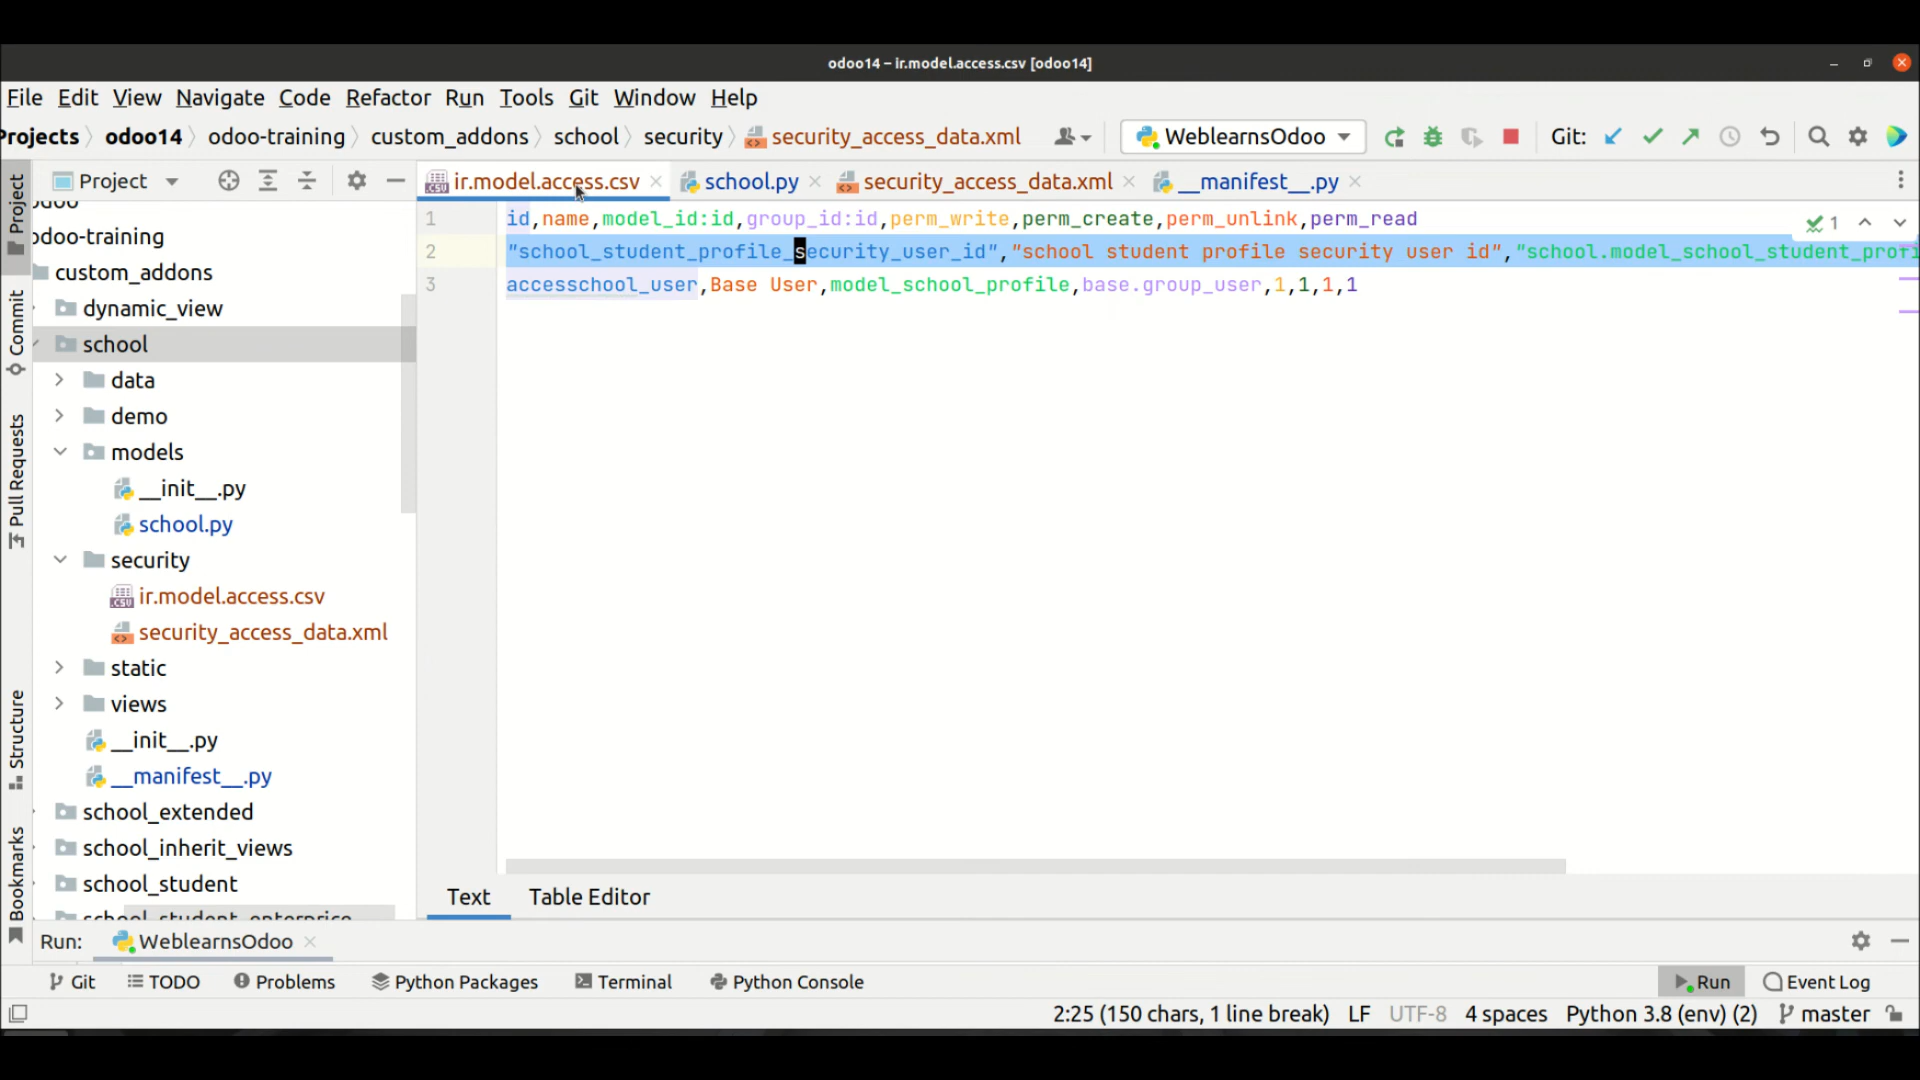 odoo14 – ir.model.access.csv [odoo14]
File Edit View Navigate Code Refactor Run Tools Git Window Help
Projects odoo14 odoo-training custom_addons school security security_access_data.xml WeblearnsOdoo Git:
Project ir.model.access.csv school.py security_access_data.xml __manifest__.py
1 id,name,model_id:id,group_id:id,perm_write,perm_create,perm_unlink,perm_read
1
2 "school_student_profile_security_user_id","school student profile security user id","school.model_school_student_profi
3 accesschool_user,Base User,model_school_profile,base.group_user,1,1,1,1
odoo-training
custom_addons
dynamic_view
school
data
demo
models
__init__.py
school.py
security
ir.model.access.csv
security_access_data.xml
static
views
__init__.py
__manifest__.py
school_extended
school_inherit_views
school_student
school_student_enterprise
Project
Commit
Pull Requests
Structure
Bookmarks
Text Table Editor
Run: WeblearnsOdoo
Git TODO Problems Python Packages Terminal Python Console Run Event Log
2:25 (150 chars, 1 line break) LF UTF-8 4 spaces Python 3.8 (env) (2) master